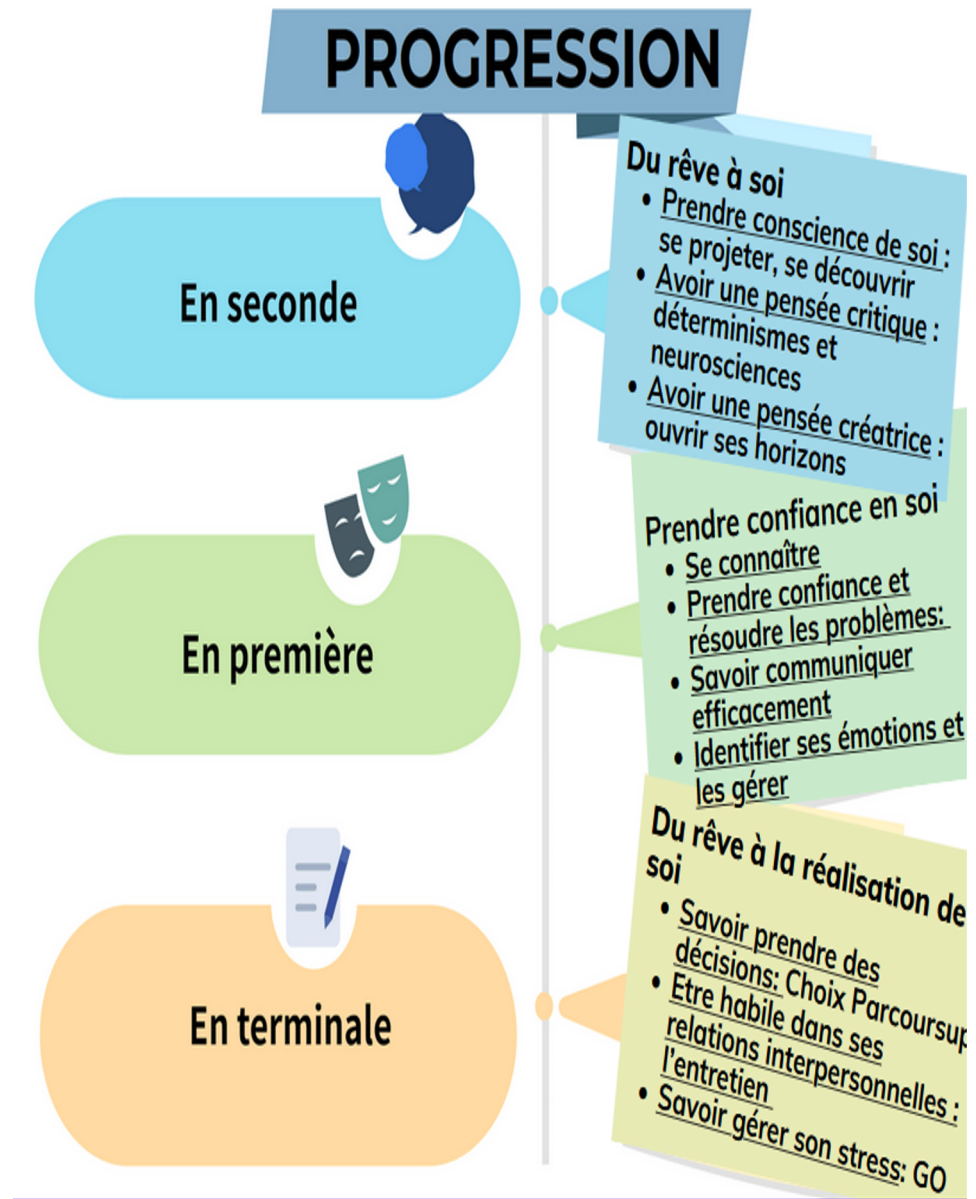 PROGRESSION
En seconde
Du rêve à soi
• Prendre conscience de soi :
se projeter, se découvrir
• Avoir une pensée critique :
déterminismes et
neurosciences
• Avoir une pensée créatrice :
ouvrir ses horizons
En première
Prendre confiance en soi
• Se connaître
• Prendre confiance et
résoudre les problèmes:
• Savoir communiquer
efficacement
• Identifier ses émotions et
les gérer
En terminale
Du rêve à la réalisation de
soi
• Savoir prendre des
décisions: Choix Parcoursup
• Etre habile dans ses
relations interpersonnelles :
l'entretien
• Savoir gérer son stress: GO